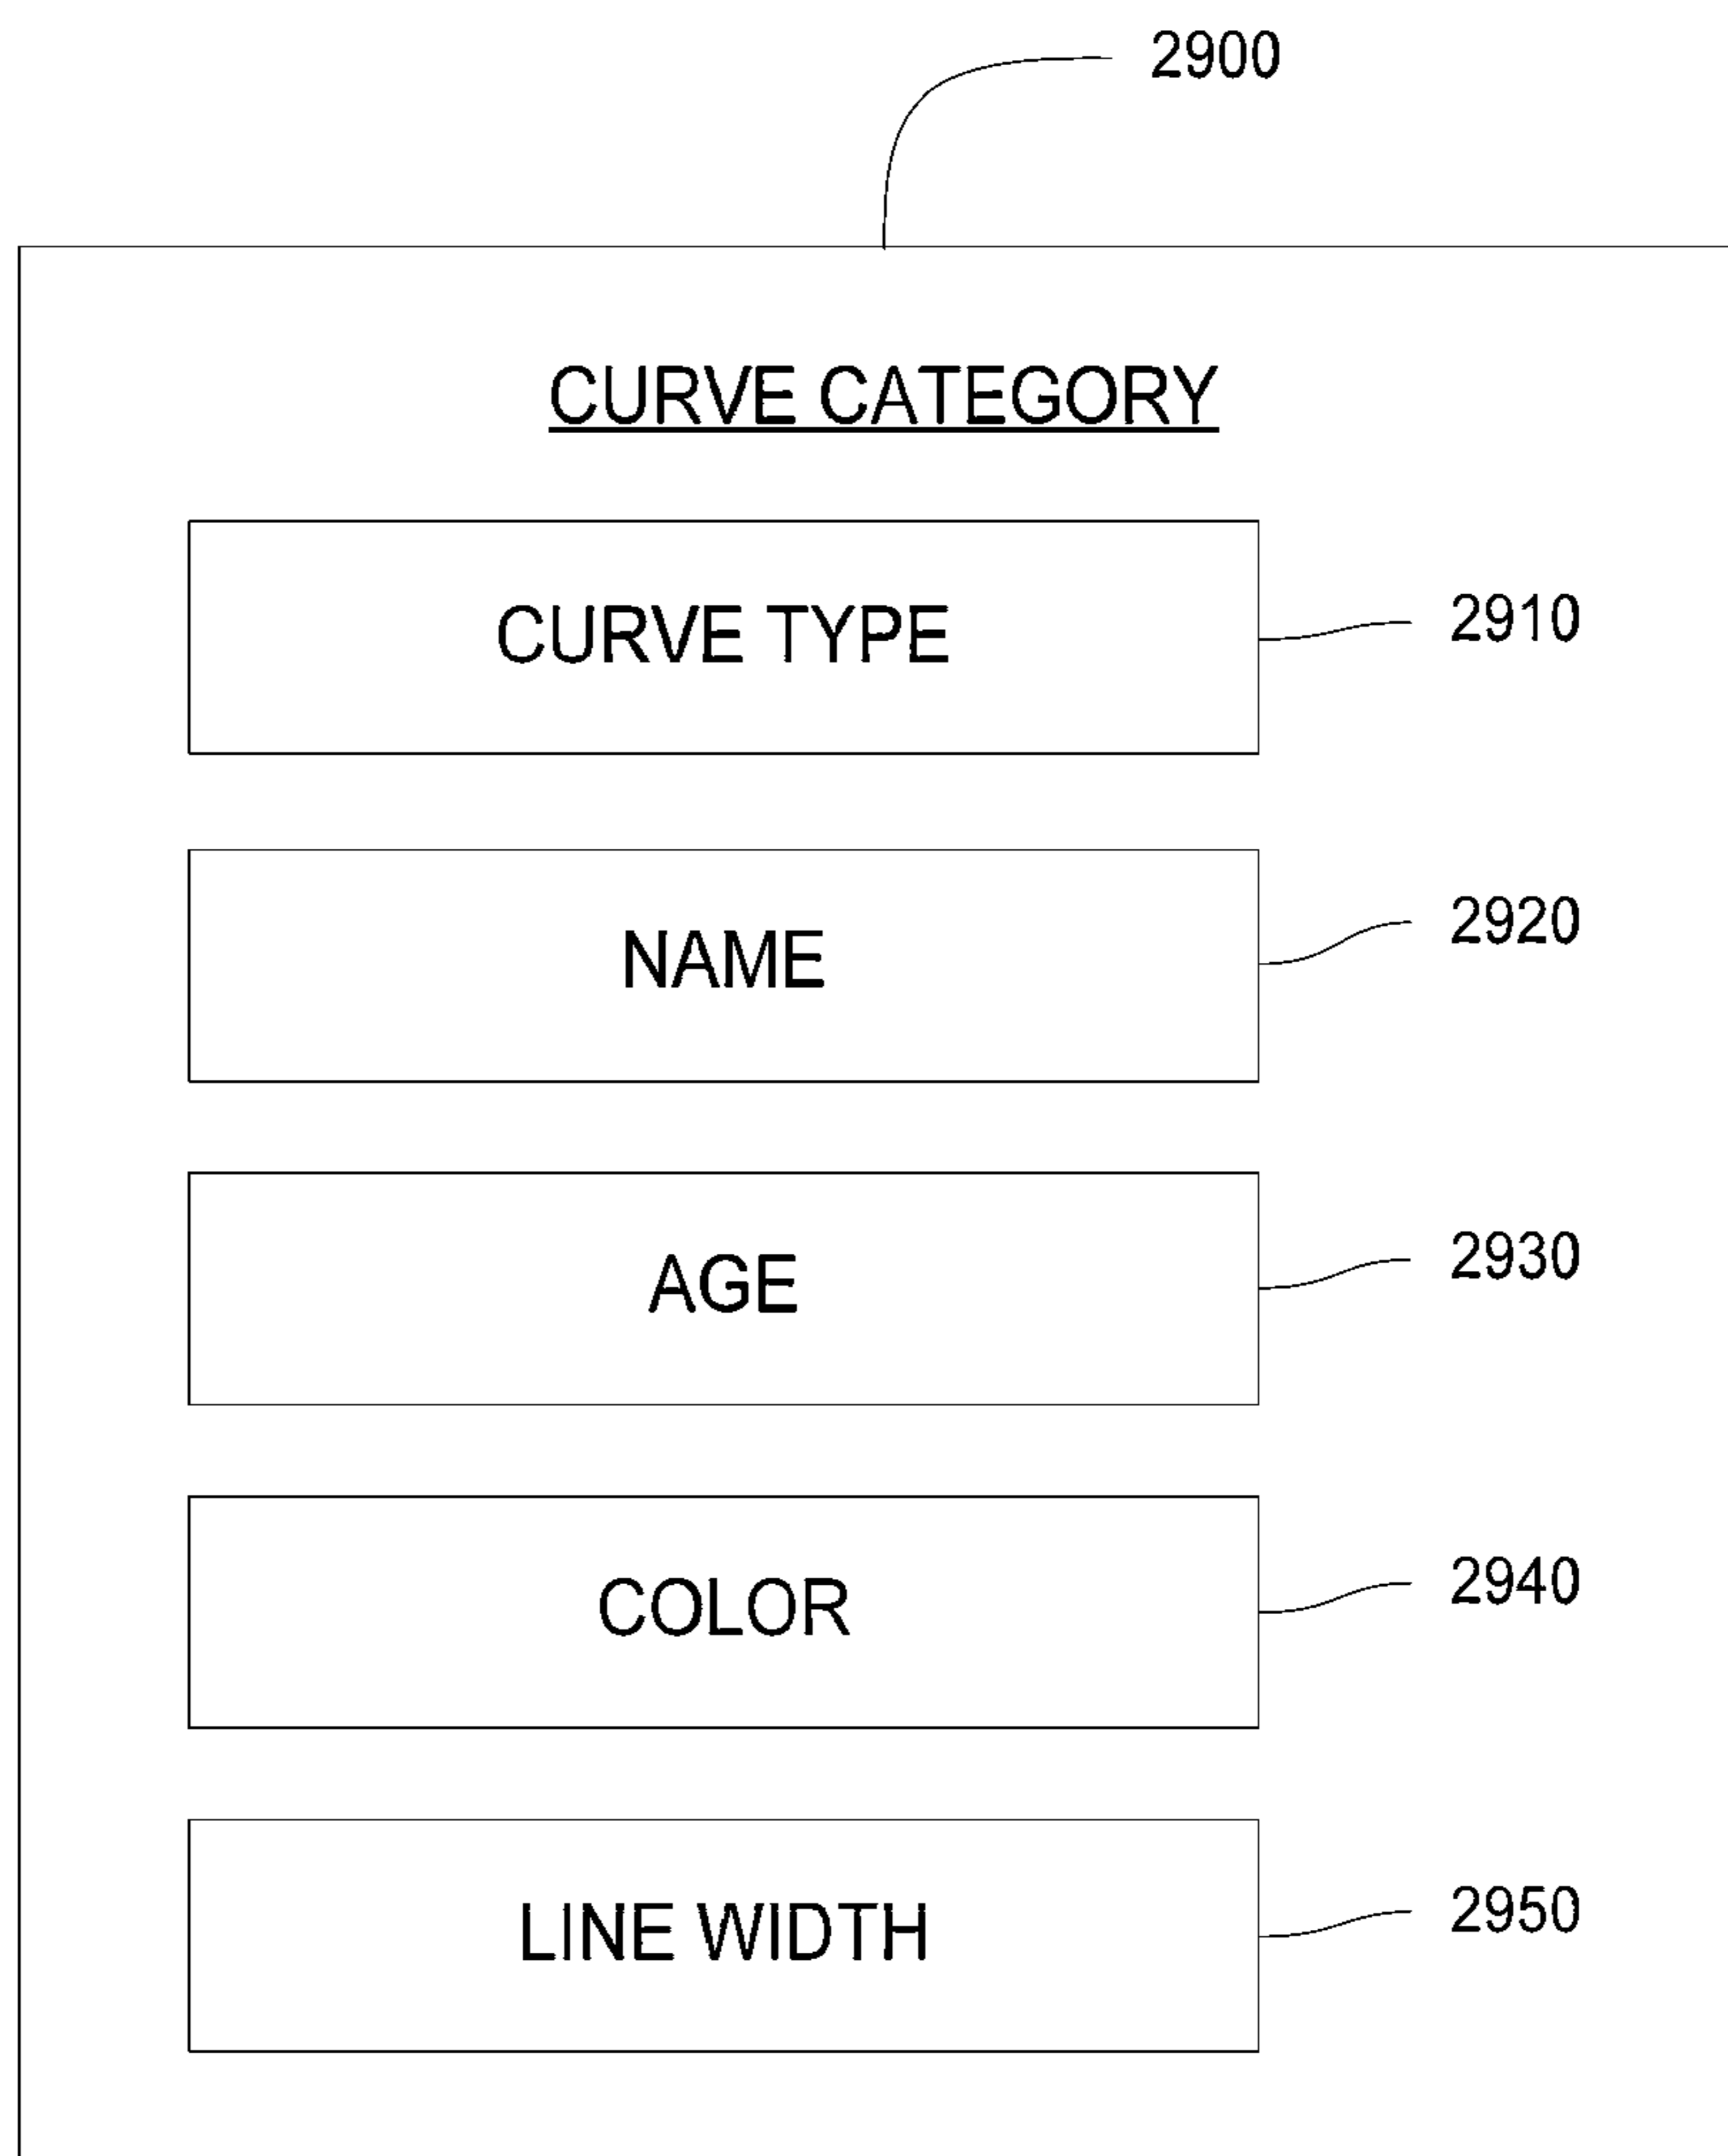 2900
CURVE CATEGORY
CURVE TYPE
2910
NAME
2920
AGE
2930
COLOR
2940
LINE WIDTH
2950